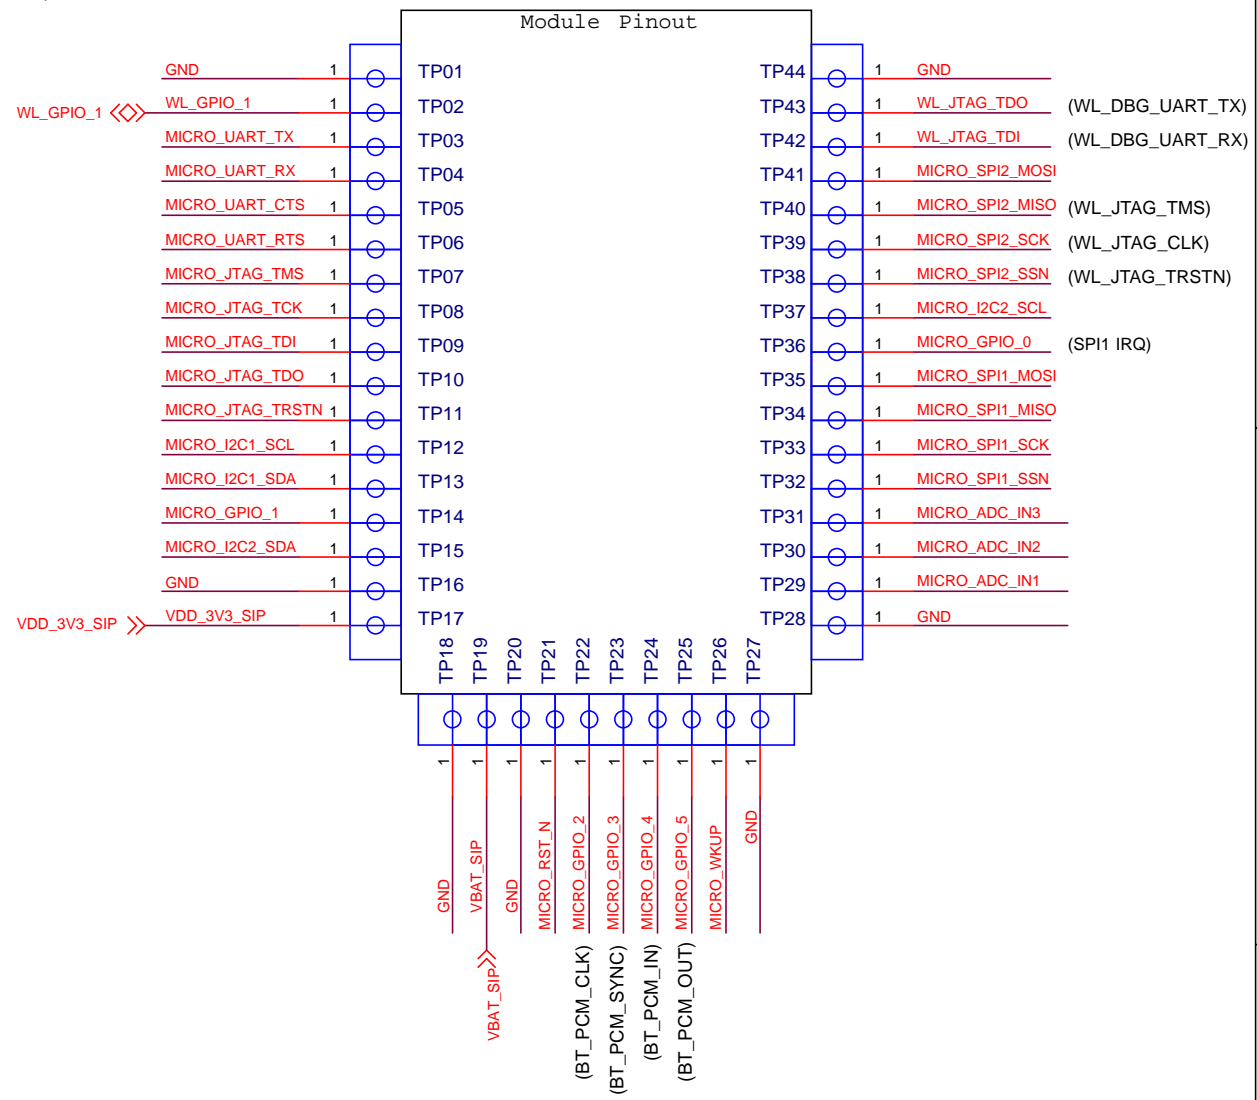 Module Pinout
GND 1 TP01 TP44 1 GND
WL_GPIO_1 WL_GPIO_1 1 TP02 TP43 1 WL_JTAG_TDO (WL_DBG_UART_TX)
MICRO_UART_TX 1 TP03 TP42 1 WL_JTAG_TDI (WL_DBG_UART_RX)
MICRO_UART_RX 1 TP04 TP41 1 MICRO_SPI2_MOSI
MICRO_UART_CTS 1 TP05 TP40 1 MICRO_SPI2_MISO (WL_JTAG_TMS)
MICRO_UART_RTS 1 TP06 TP39 1 MICRO_SPI2_SCK (WL_JTAG_CLK)
MICRO_JTAG_TMS 1 TP07 TP38 1 MICRO_SPI2_SSN (WL_JTAG_TRSTN)
MICRO_JTAG_TCK 1 TP08 TP37 1 MICRO_I2C2_SCL
MICRO_JTAG_TDI 1 TP09 TP36 1 MICRO_GPIO_0 (SPI1 IRQ)
MICRO_JTAG_TDO 1 TP10 TP35 1 MICRO_SPI1_MOSI
MICRO_JTAG_TRSTN 1 TP11 TP34 1 MICRO_SPI1_MISO
MICRO_I2C1_SCL 1 TP12 TP33 1 MICRO_SPI1_SCK
MICRO_I2C1_SDA 1 TP13 TP32 1 MICRO_SPI1_SSN
MICRO_GPIO_1 1 TP14 TP31 1 MICRO_ADC_IN3
MICRO_I2C2_SDA 1 TP15 TP30 1 MICRO_ADC_IN2
GND 1 TP16 TP29 1 MICRO_ADC_IN1
VDD_3V3_SIP VDD_3V3_SIP 1 TP17 TP28 1 GND
TP18 TP19 TP20 TP21 TP22 TP23 TP24 TP25 TP26 TP27
1 1 1 1 1 1 1 1 1 1
GND VBAT_SIP GND MICRO_RST_N MICRO_GPIO_2 MICRO_GPIO_3 MICRO_GPIO_4 MICRO_GPIO_5 MICRO_WKUP GND
VBAT_SIP (BT_PCM_CLK) (BT_PCM_SYNC) (BT_PCM_IN) (BT_PCM_OUT)